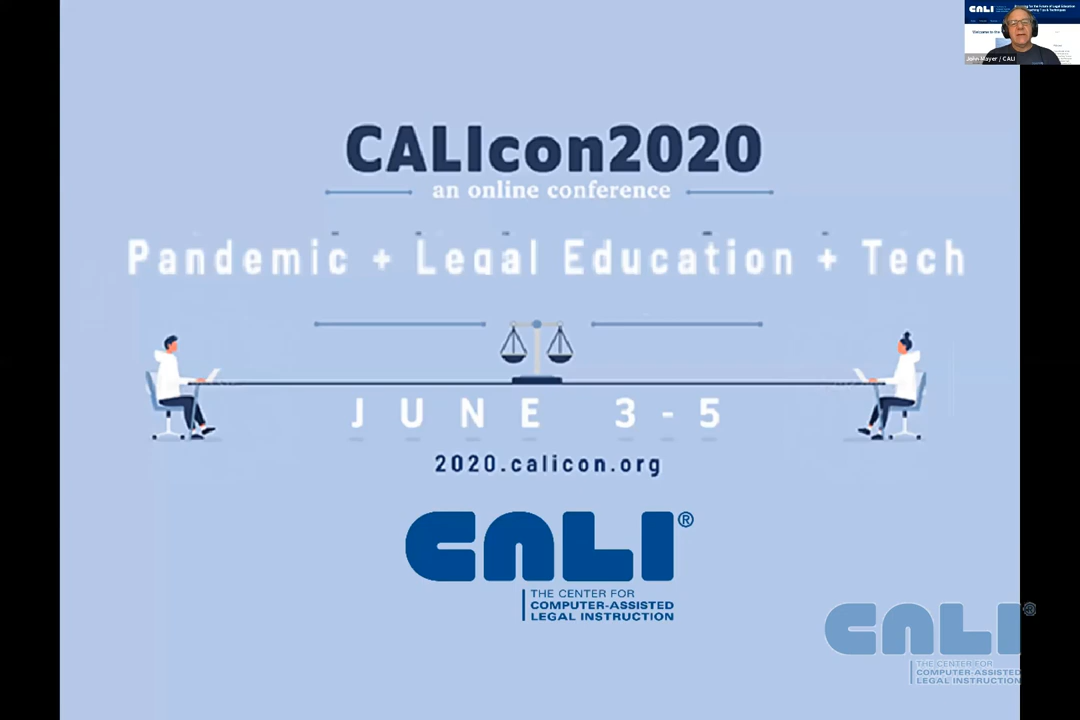 CALI
John Mayer / CALI
CALIcon2020
an online conference
Pandemic + Legal Education + Tech
JUNE 3-5
2020.calicon.org
CALI®
THE CENTER FOR
COMPUTER-ASSISTED
LEGAL INSTRUCTION
CALI®
THE CENTER FOR
COMPUTER-ASSISTED
LEGAL INSTRUCTION